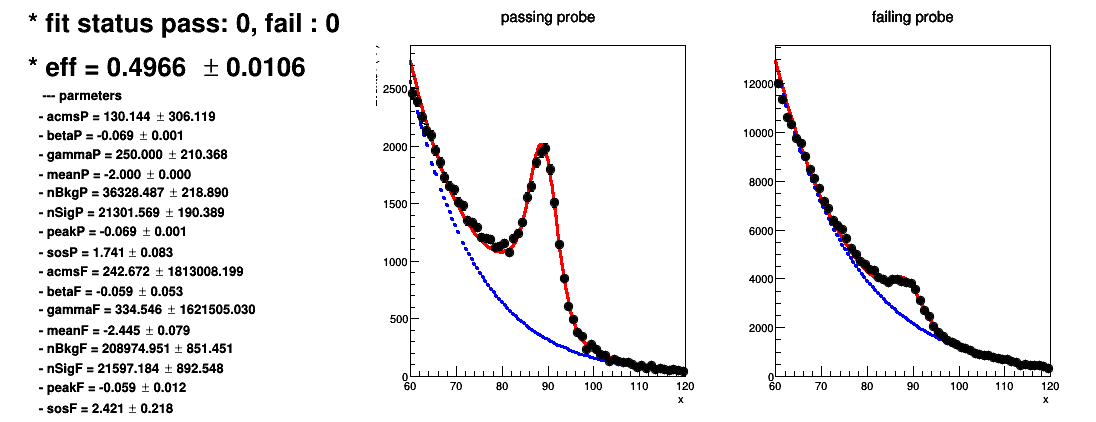 * fit status pass: 0, fail : 0
* eff = 0.4966 ± 0.0106
--- parmeters
- acmsP = 130.144 ± 306.119
- betaP = -0.069 ± 0.001
- gammaP = 250.000 ± 210.368
- meanP = -2.000 ± 0.000
- nBkgP = 36328.487 ± 218.890
- nSigP = 21301.569 ± 190.389
- peakP = -0.069 ± 0.001
- sosP = 1.741 ± 0.083
- acmsF = 242.672 ± 1813008.199
- betaF = -0.059 ± 0.053
- gammaF = 334.546 ± 1621505.030
- meanF = -2.445 ± 0.079
- nBkgF = 208974.951 ± 851.451
- nSigF = 21597.184 ± 892.548
- peakF = -0.059 ± 0.012
- sosF = 2.421 ± 0.218
passing probe
2500
2000
1500
1000
500
0
60 70 80 90 100 110 120
x
failing probe
12000
10000
8000
6000
4000
2000
0
60 70 80 90 100 110 120
x